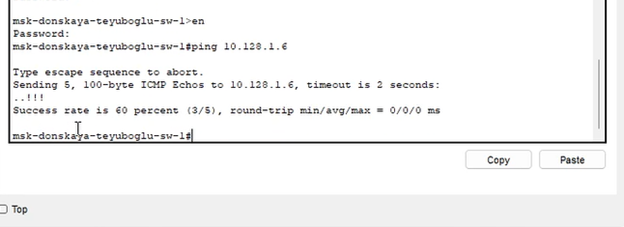 msk-donskaya-teyuboglu-sw-1>en
Password:
msk-donskaya-teyuboglu-sw-1#ping 10.128.1.6
Type escape sequence to abort.
Sending 5, 100-byte ICMP Echos to 10.128.1.6, timeout is 2 seconds:
..!!!
Success rate is 60 percent (3/5), round-trip min/avg/max = 0/0/0 ms
msk-donskaya-teyuboglu-sw-1#
Copy Paste
Top